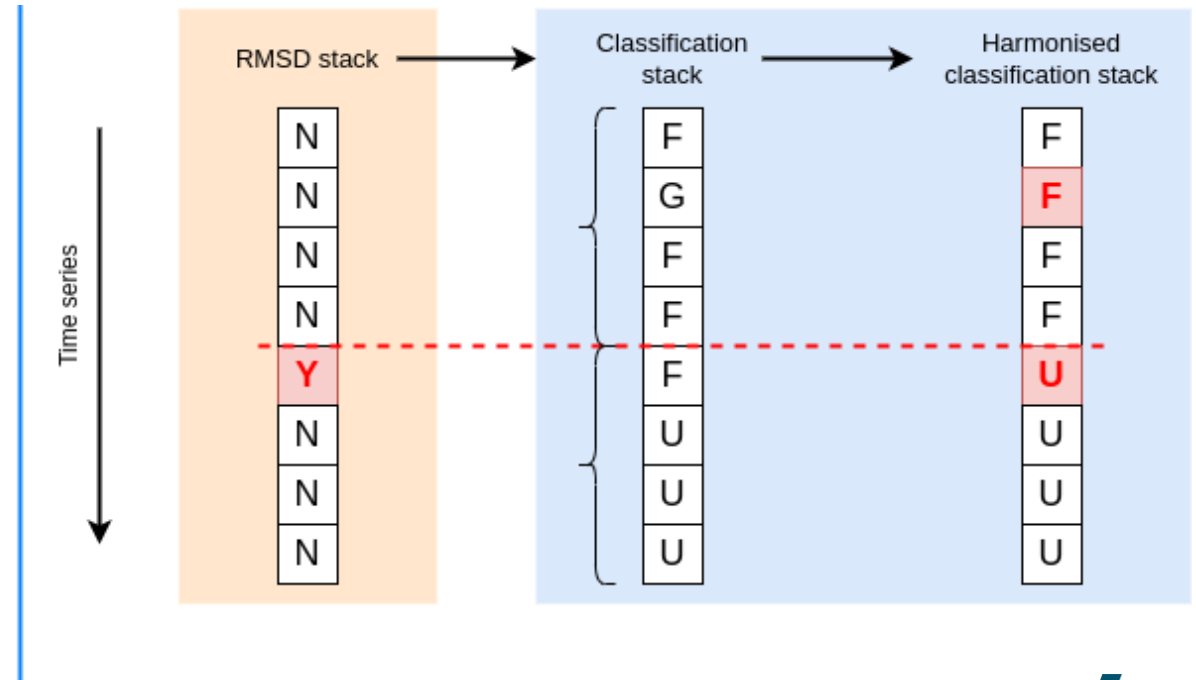 RMSD stack
Classification
stack
Harmonised
classification stack
Time series
N F F
N G F
N F F
N F F
Y F U
N U U
N U U
N U U